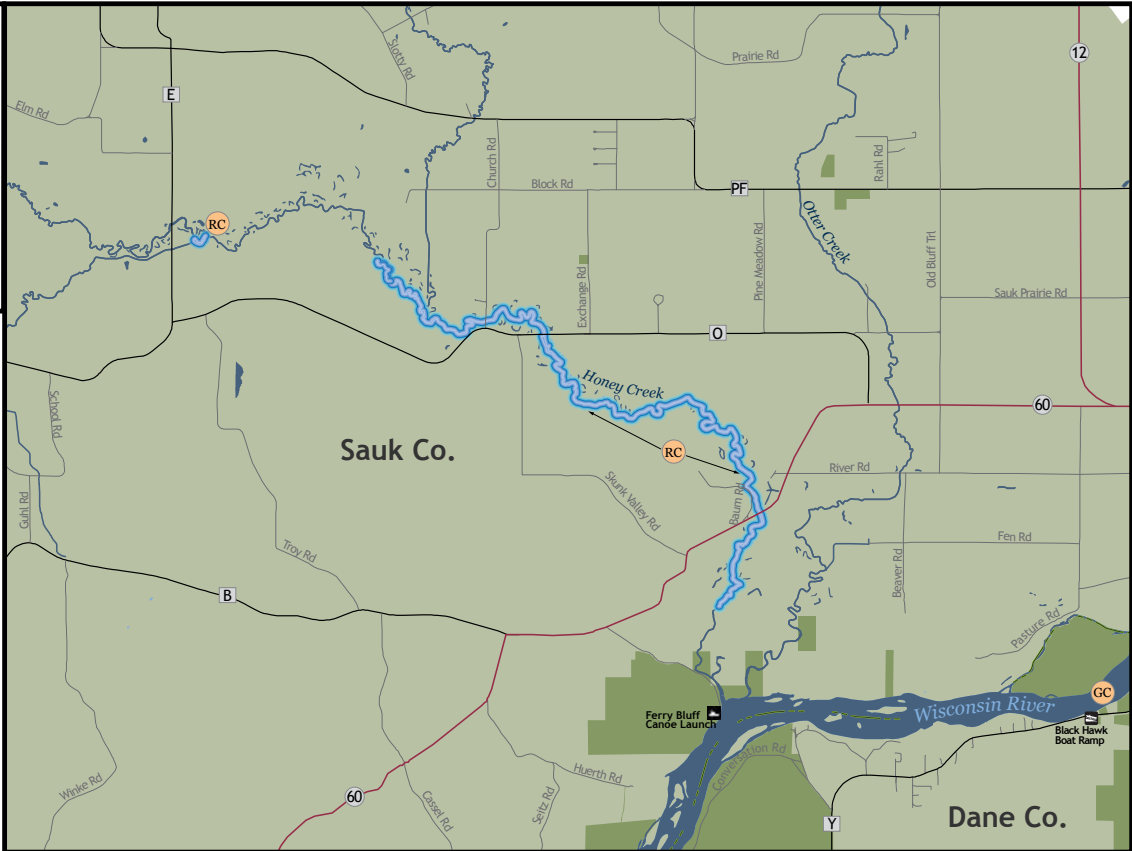 12
Slotty Rd
Prairie Rd
E
Elm Rd
Church Rd
Rahl Rd
Block Rd
PF
RC
Otter Creek
Pine Meadow Rd
Old Bluff Trl
Exchange Rd
Sauk Prairie Rd
O
Honey Creek
School Rd
60
Sauk Co.
RC
River Rd
Skunk Valley Rd
Baum Rd
Guhl Rd
Troy Rd
Fen Rd
Beaver Rd
B
Pasture Rd
GC
Wisconsin River
Ferry Bluff
Canoe Launch
Black Hawk
Boat Ramp
Conversation Rd
Huerth Rd
Winke Rd
60
Cassel Rd
Seitz Rd
Y
Dane Co.